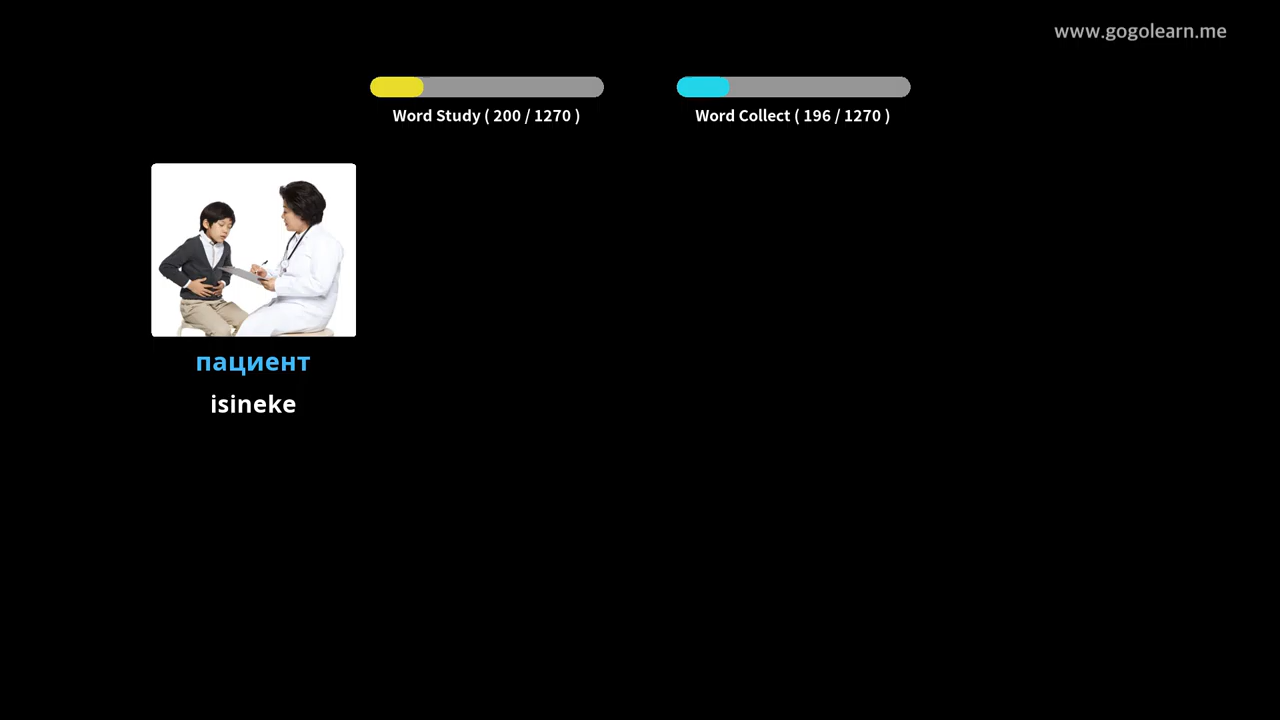 www.gogolearn.me
Word Study ( 200 / 1270 )
Word Collect ( 196 / 1270 )
пациент
isineke